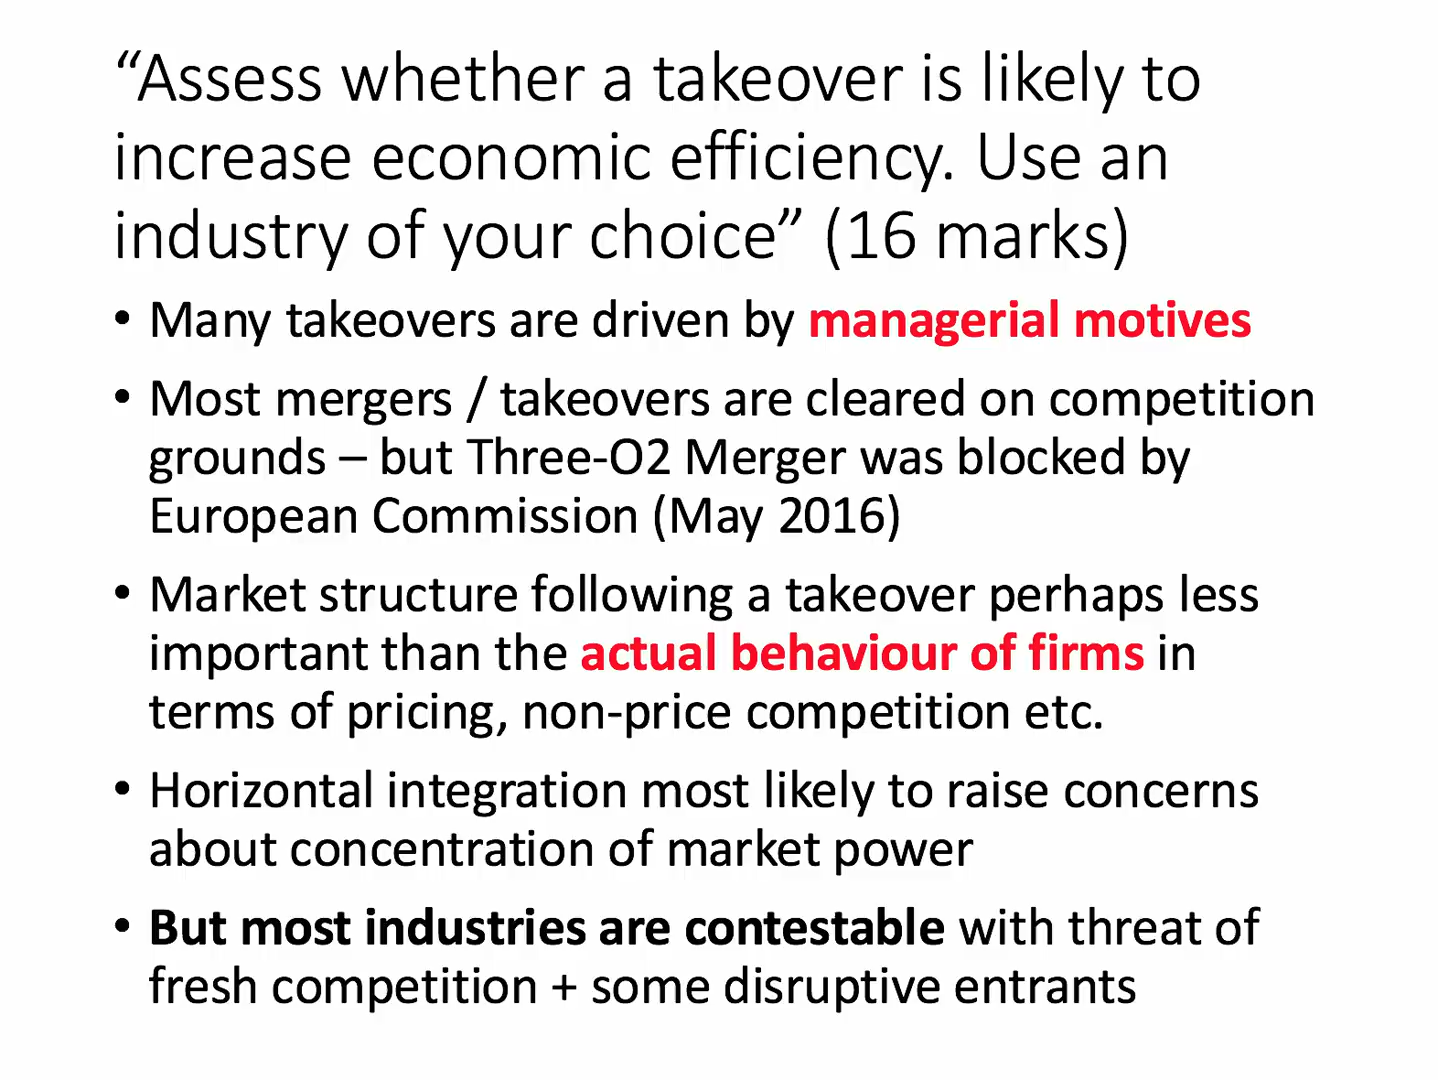 “Assess whether a takeover is likely to
increase economic efficiency. Use an
industry of your choice” (16 marks)
• Many takeovers are driven by managerial motives
• Most mergers / takeovers are cleared on competition
grounds – but Three-O2 Merger was blocked by
European Commission (May 2016)
• Market structure following a takeover perhaps less
important than the actual behaviour of firms in
terms of pricing, non-price competition etc.
• Horizontal integration most likely to raise concerns
about concentration of market power
• But most industries are contestable with threat of
fresh competition + some disruptive entrants